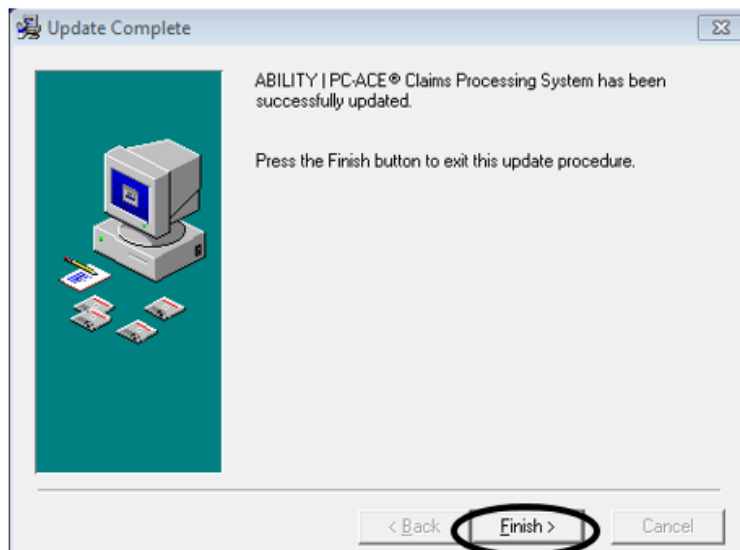 Update Complete
ABILITY | PC-ACE® Claims Processing System has been
successfully updated.
Press the Finish button to exit this update procedure.
< Back
Finish >
Cancel